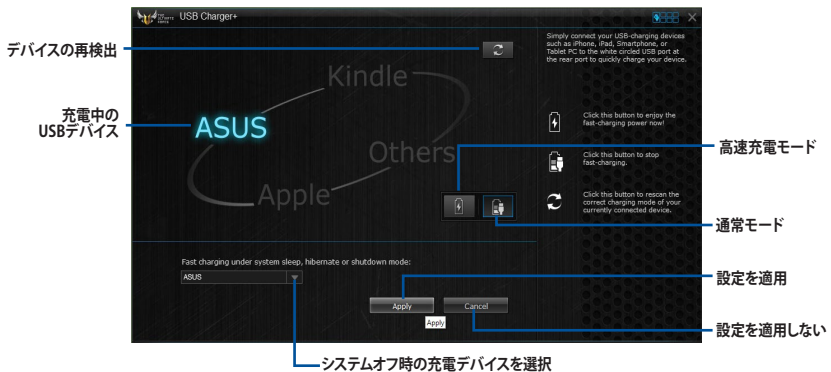 THE
ULTIMATE
FORCE
USB Charger+
Simply connect your USB-charging devices
such as iPhone, iPad, Smartphone, or
Tablet PC to the white circled USB port at
the rear port to quickly charge your device.
デバイスの再検出
Kindle
充電中の
USBデバイス
ASUS
Click this button to enjoy the
fast-charging power now!
Others
高速充電モード
Click this button to stop
fast-charging.
Apple
Click this button to rescan the
correct charging mode of your
currently connected device.
通常モード
Fast charging under system sleep, hibernate or shutdown mode:
ASUS
設定を適用
Apply
Cancel
Apply
設定を適用しない
システムオフ時の充電デバイスを選択